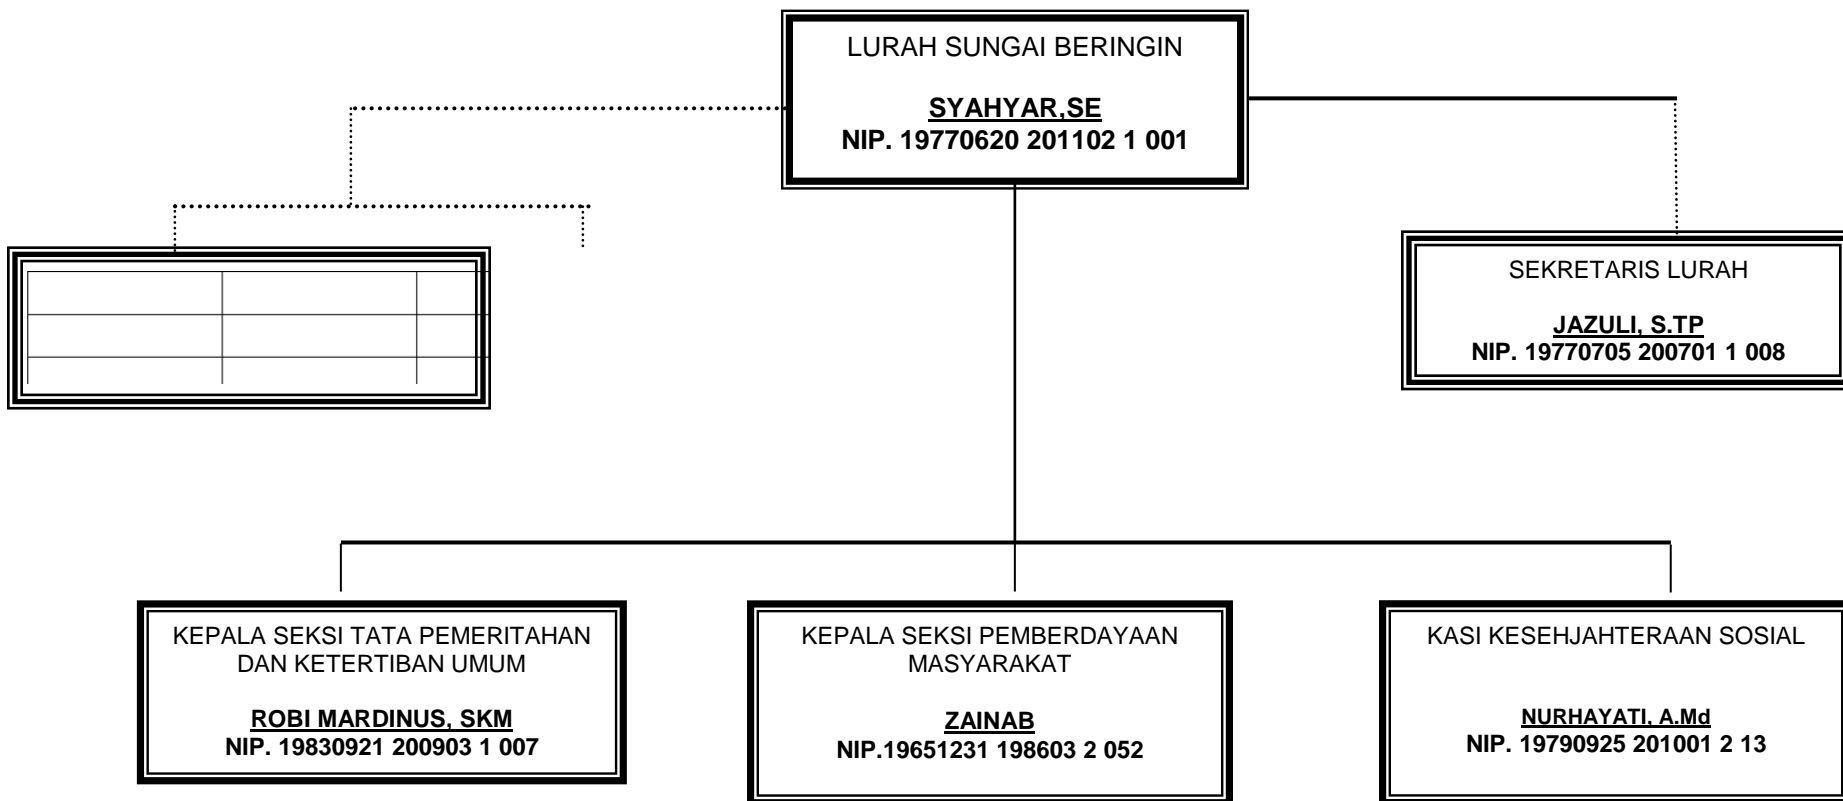 LURAH SUNGAI BERINGIN
SYAHYAR,SE
NIP. 19770620 201102 1 001
SEKRETARIS LURAH
JAZULI, S.TP
NIP. 19770705 200701 1 008
KEPALA SEKSI TATA PEMERITAHAN
DAN KETERTIBAN UMUM
ROBI MARDINUS, SKM
NIP. 19830921 200903 1 007
KEPALA SEKSI PEMBERDAYAAN
MASYARAKAT
ZAINAB
NIP.19651231 198603 2 052
KASI KESEHJAHTERAAN SOSIAL
NURHAYATI, A.Md
NIP. 19790925 201001 2 13